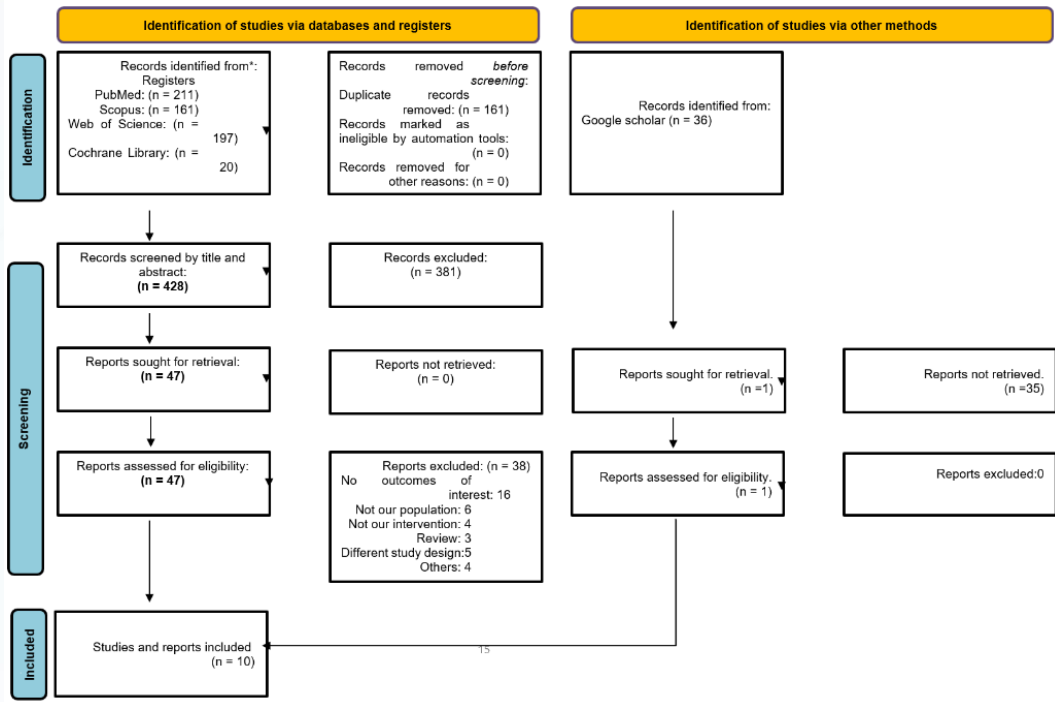 Identification of studies via databases and registers
Identification of studies via other methods
Identification
Records identified from*:
Registers
PubMed: (n = 211)
Scopus: (n = 161)
Web of Science: (n =
197)
Cochrane Library: (n =
20)
Records removed before
screening:
Duplicate records
removed: (n = 161)
Records marked as
ineligible by automation tools:
(n = 0)
Records removed for
other reasons: (n = 0)
Records identified from:
Google scholar (n = 36)
Screening
Records screened by title and
abstract:
(n = 428)
Records excluded:
(n = 381)
Reports sought for retrieval:
(n = 47)
Reports not retrieved:
(n = 0)
Reports sought for retrieval.
(n =1)
Reports not retrieved.
(n =35)
Reports assessed for eligibility:
(n = 47)
Reports excluded: (n = 38)
No outcomes of
interest: 16
Not our population: 6
Not our intervention: 4
Review: 3
Different study design:5
Others: 4
Reports assessed for eligibility.
(n = 1)
Reports excluded:0
Included
Studies and reports included
(n = 10)
15